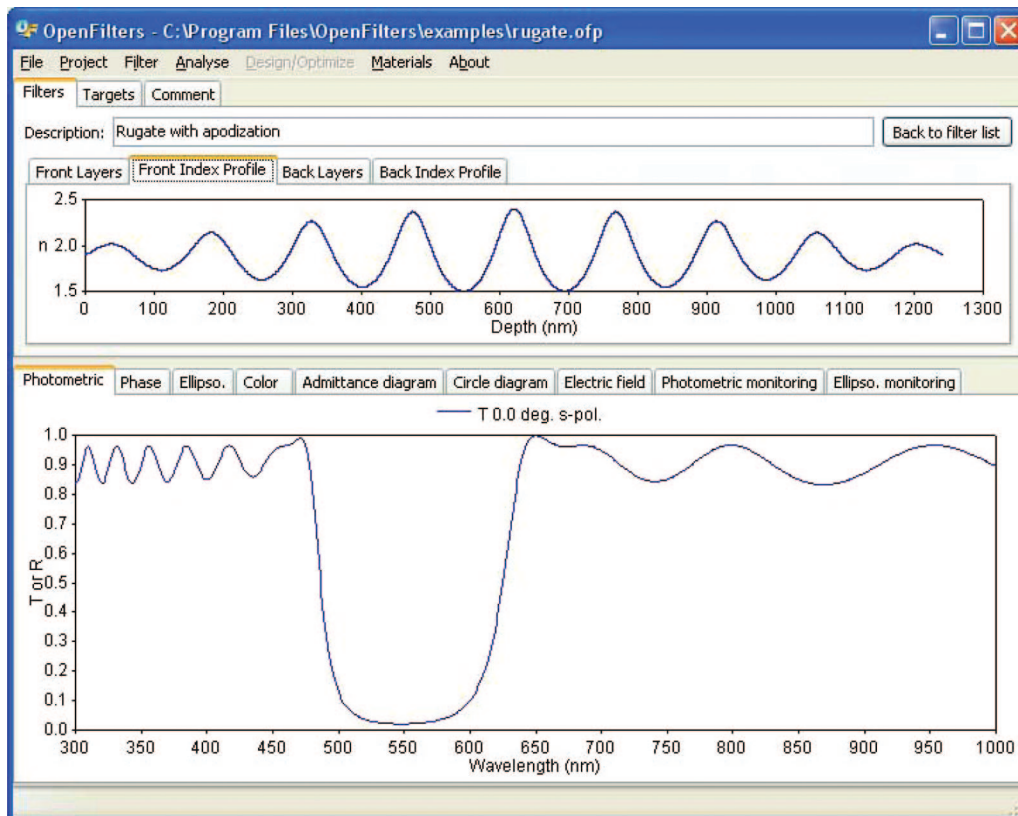 OpenFilters - C:\Program Files\OpenFilters\examples\rugate.ofp
File Project Filter Analyse Design/Optimize Materials About
Filters Targets Comment
Description: Rugate with apodization Back to filter list
Front Layers Front Index Profile Back Layers Back Index Profile
2.5
n 2.0
1.5
0 100 200 300 400 500 600 700 800 900 1000 1100 1200 1300
Depth (nm)
Photometric Phase Ellipso. Color Admittance diagram Circle diagram Electric field Photometric monitoring Ellipso. monitoring
T 0.0 deg. s-pol.
1.0
0.9
0.8
0.7
0.6
T or R
0.5
0.4
0.3
0.2
0.1
0.0
300 350 400 450 500 550 600 650 700 750 800 850 900 950 1000
Wavelength (nm)